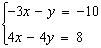 -3x - y = -10
4x - 4y = 8